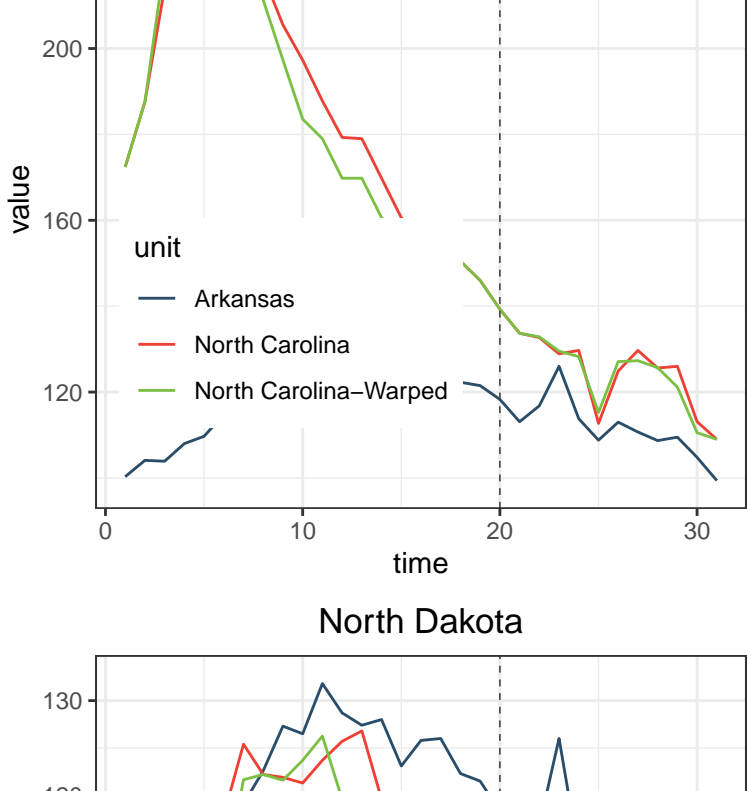 200
160
120
value
unit
Arkansas
North Carolina
North Carolina–Warped
0 10 20 30
time
North Dakota
130